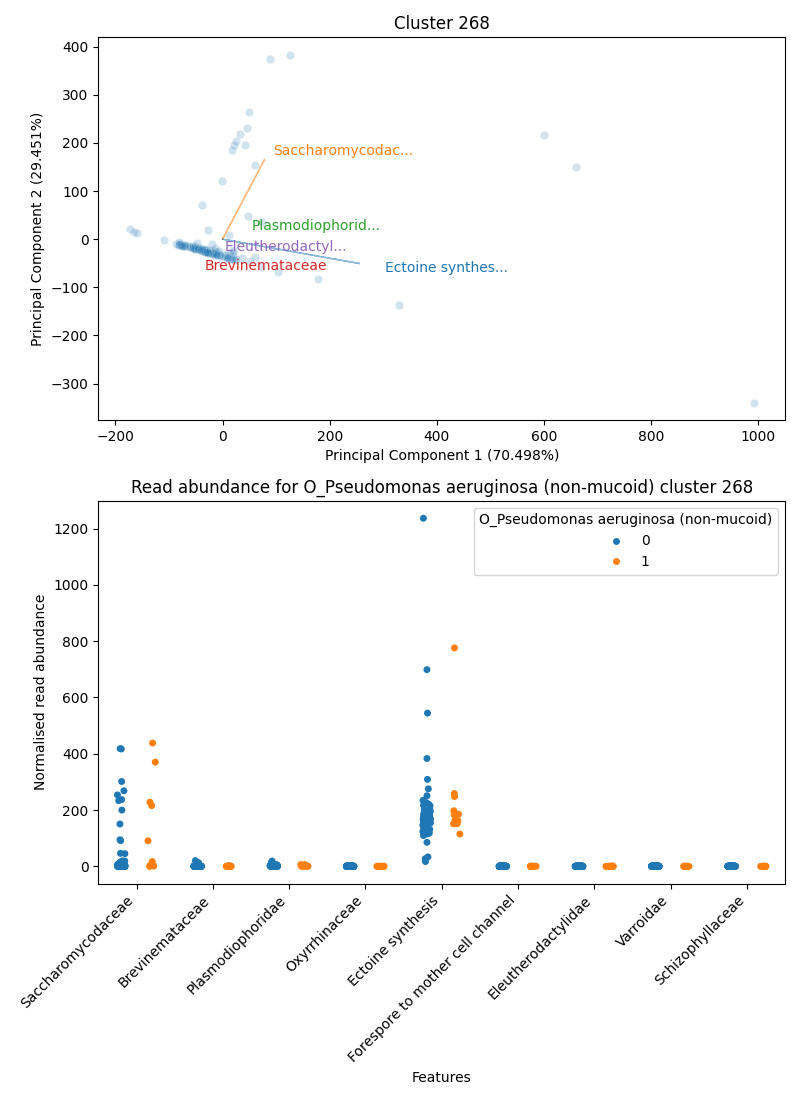 Cluster 268
400
300
200
100
0
−100
−200
−300
Principal Component 2 (29.451%)
Saccharomycodac...
Plasmodiophorid...
Eleutherodactyl...
Brevinemataceae
Ectoine synthes...
−200
0
200
400
600
800
1000
Principal Component 1 (70.498%)
Read abundance for O_Pseudomonas aeruginosa (non-mucoid) cluster 268
O_Pseudomonas aeruginosa (non-mucoid)
0
1
1200
1000
800
600
400
200
0
Normalised read abundance
Saccharomycodaceae
Brevinemataceae
Plasmodiophoridae
Oxyrrhinaceae
Ectoine synthesis
Forespore to mother cell channel
Eleutherodactylidae
Varroidae
Schizophyllaceae
Features